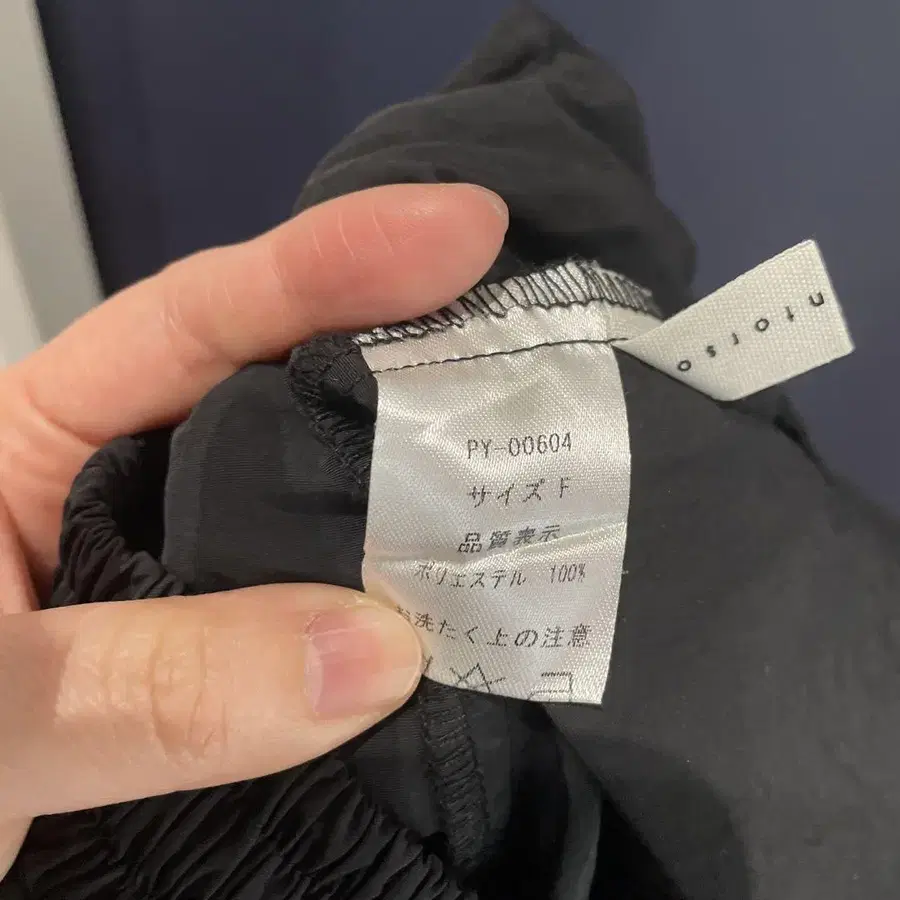 PY-00604
サイズ F
品質表示
ポリエステル 100%
お洗たく上の注意
untorso